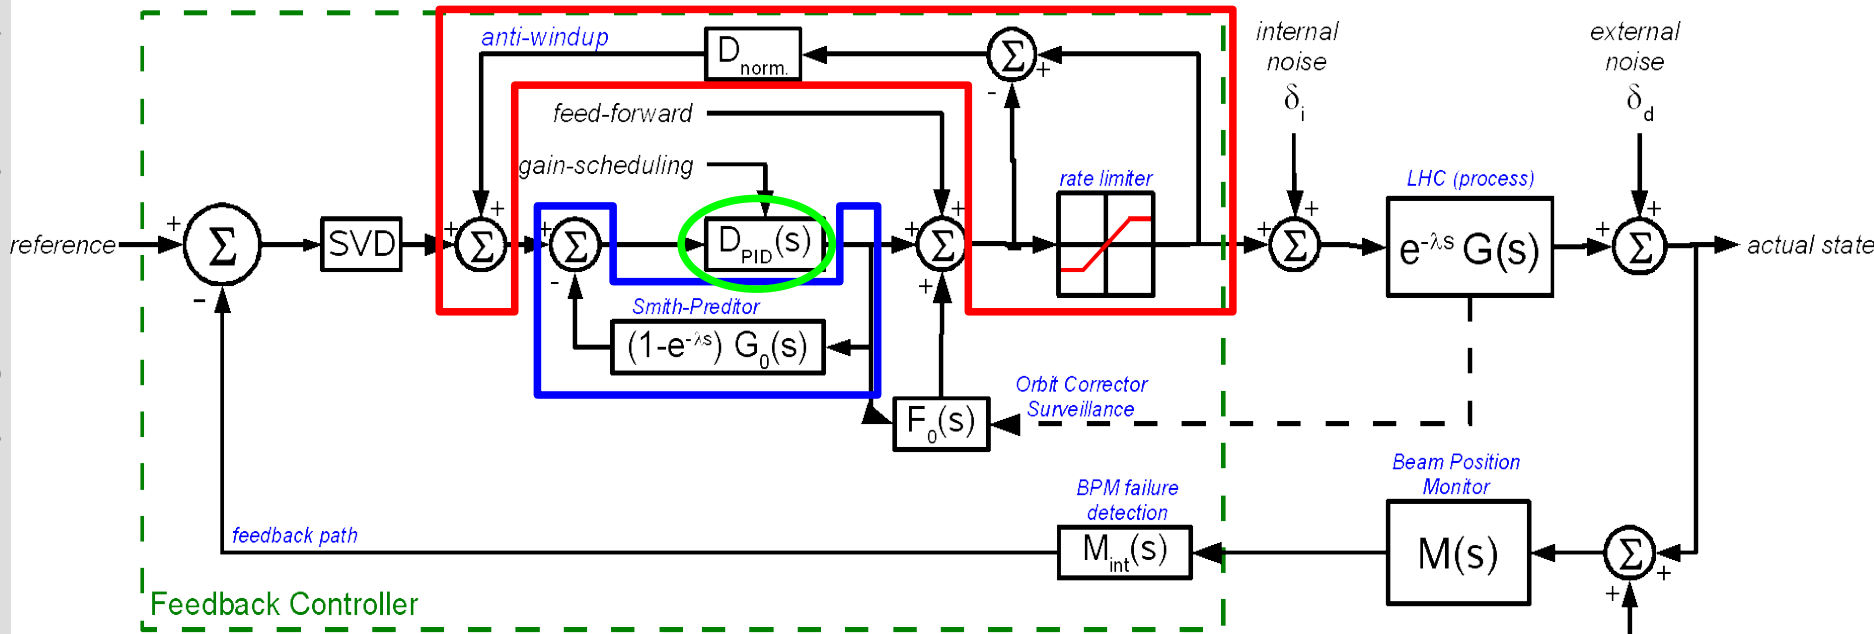 anti-windup
D norm.
Σ
+
-
internal
noise
δi
external
noise
δd
feed-forward
gain-scheduling
rate limiter
LHC (process)
reference
+
Σ
-
SVD
+
+
Σ
+
Σ
-
DPID(s)
+
+
Σ
+
+
+
Σ
e^-λs G(s)
+
+
Σ
actual state
Smith-Preditor
(1-e^-λs) G0(s)
F0(s)
Orbit Corrector
Surveillance
Beam Position
Monitor
BPM failure
detection
feedback path
Mint(s)
M(s)
Σ
+
+
Feedback Controller